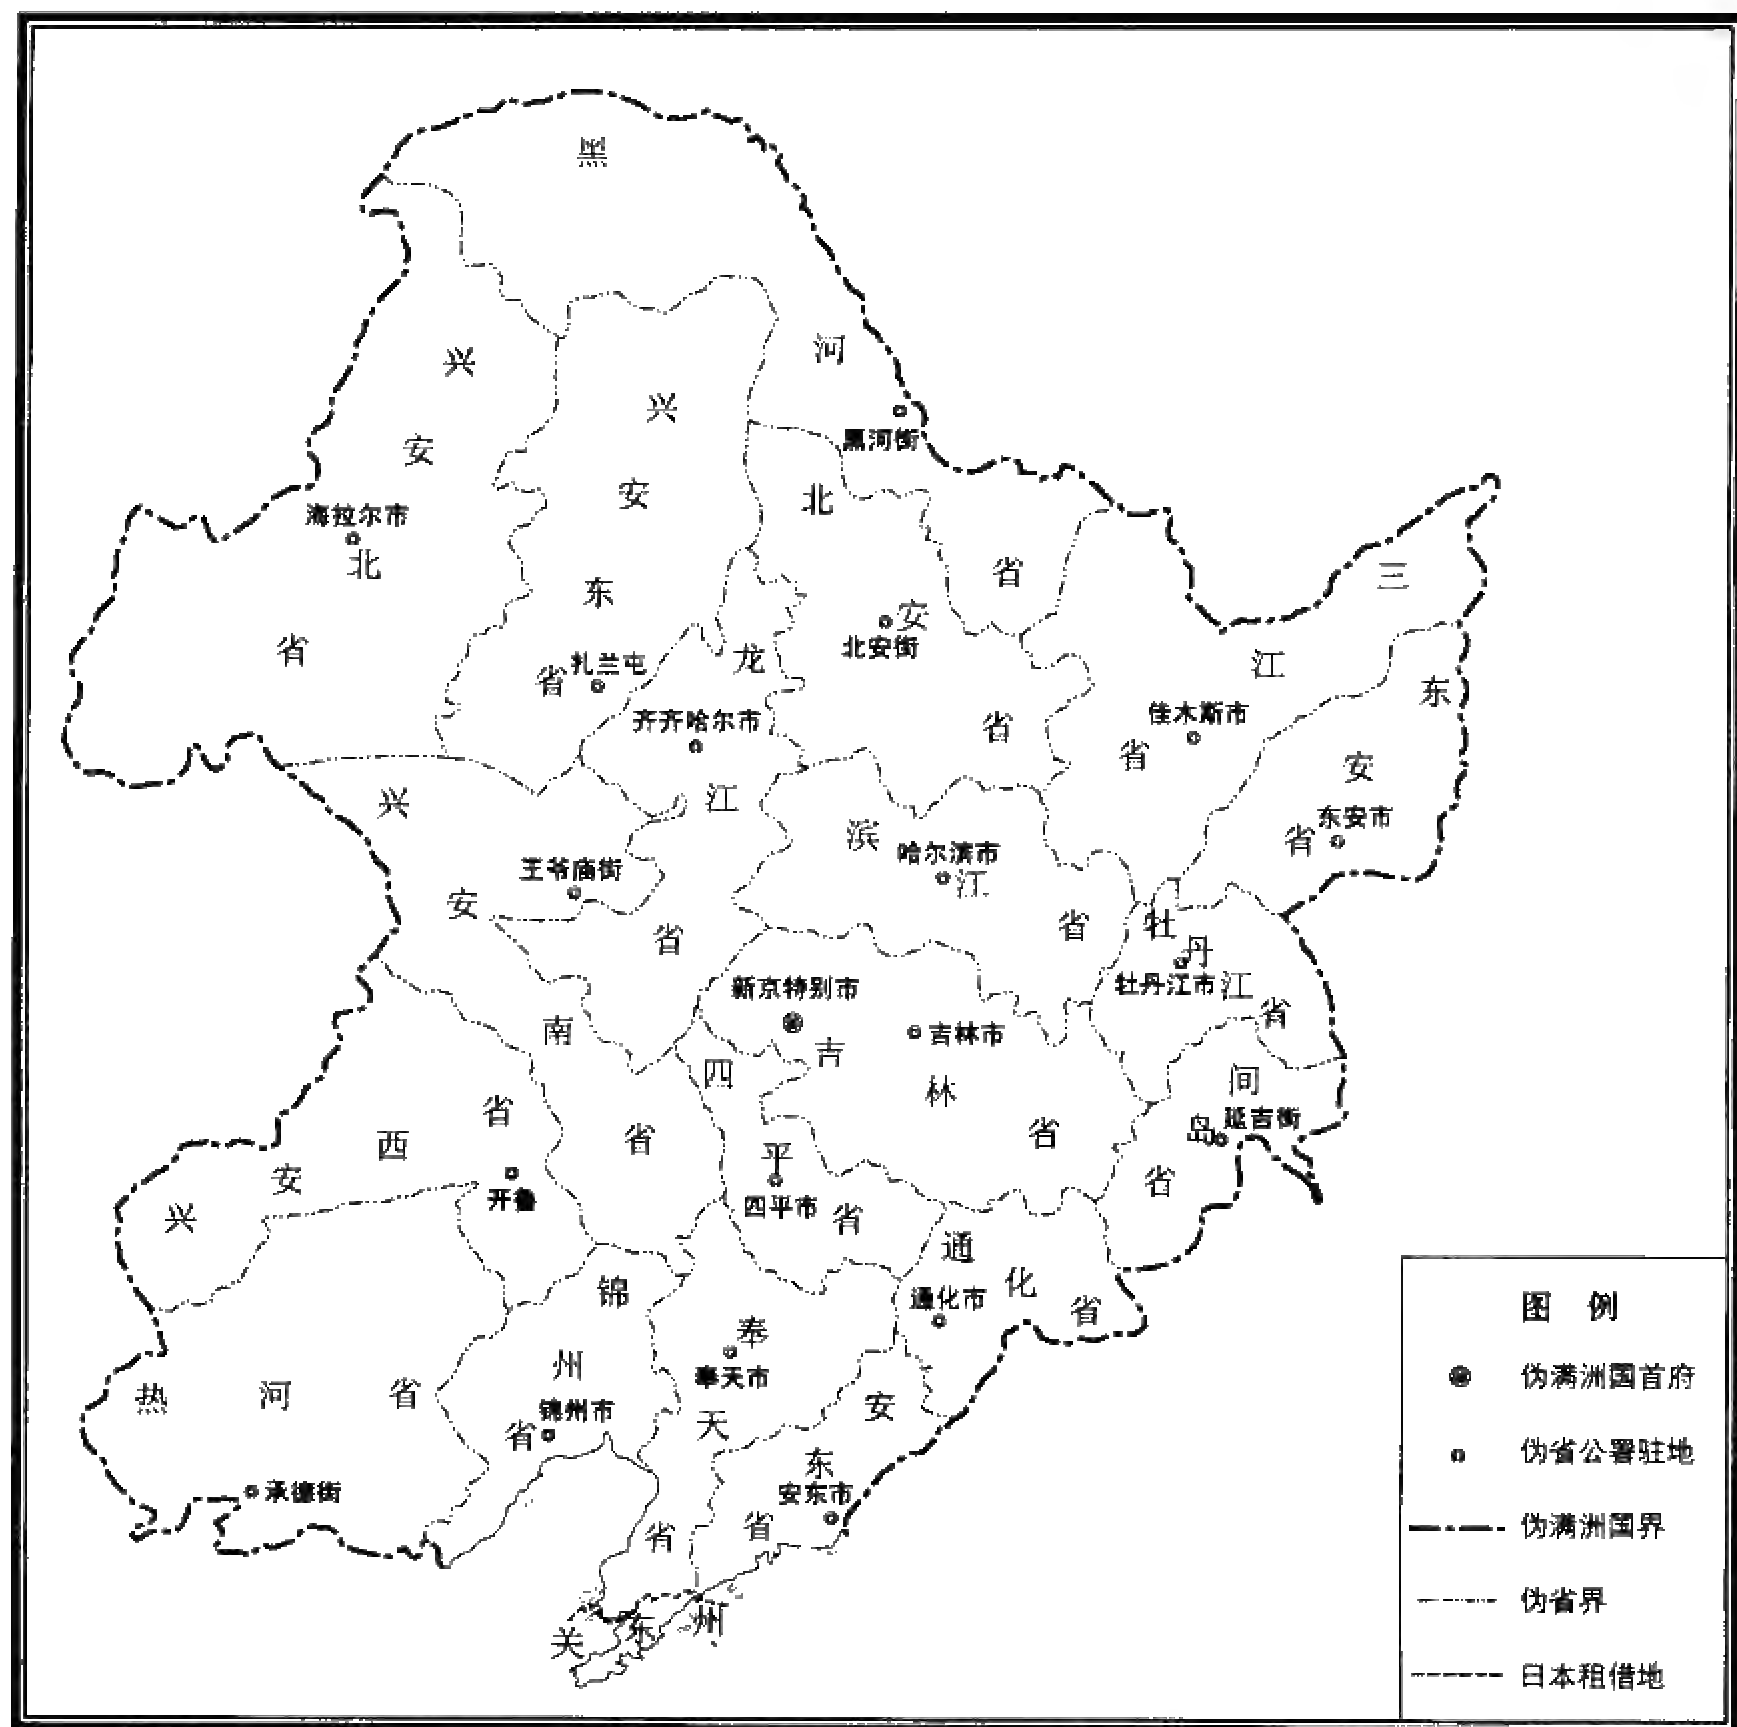 黑
河
省
黑河街
兴
安
北
省
海拉尔市
兴
安
东
省
扎兰屯
北
安
省
北安街
龙
江
省
齐齐哈尔市
三
江
省
佳木斯市
东
安
省
东安市
兴
安
南
省
王爷庙街
滨
江
省
哈尔滨市
牡
丹
江
省
牡丹江市
新京特别市
吉
林
省
吉林市
四
平
省
四平市
间
岛
省
延吉街
兴
安
西
省
开鲁
通
化
省
通化市
热
河
省
承德街
锦
州
省
锦州市
奉
天
省
奉天市
安
东
省
安东市
关
东
州
图 例
伪满洲国首府
伪省公署驻地
伪满洲国界
伪省界
日本租借地